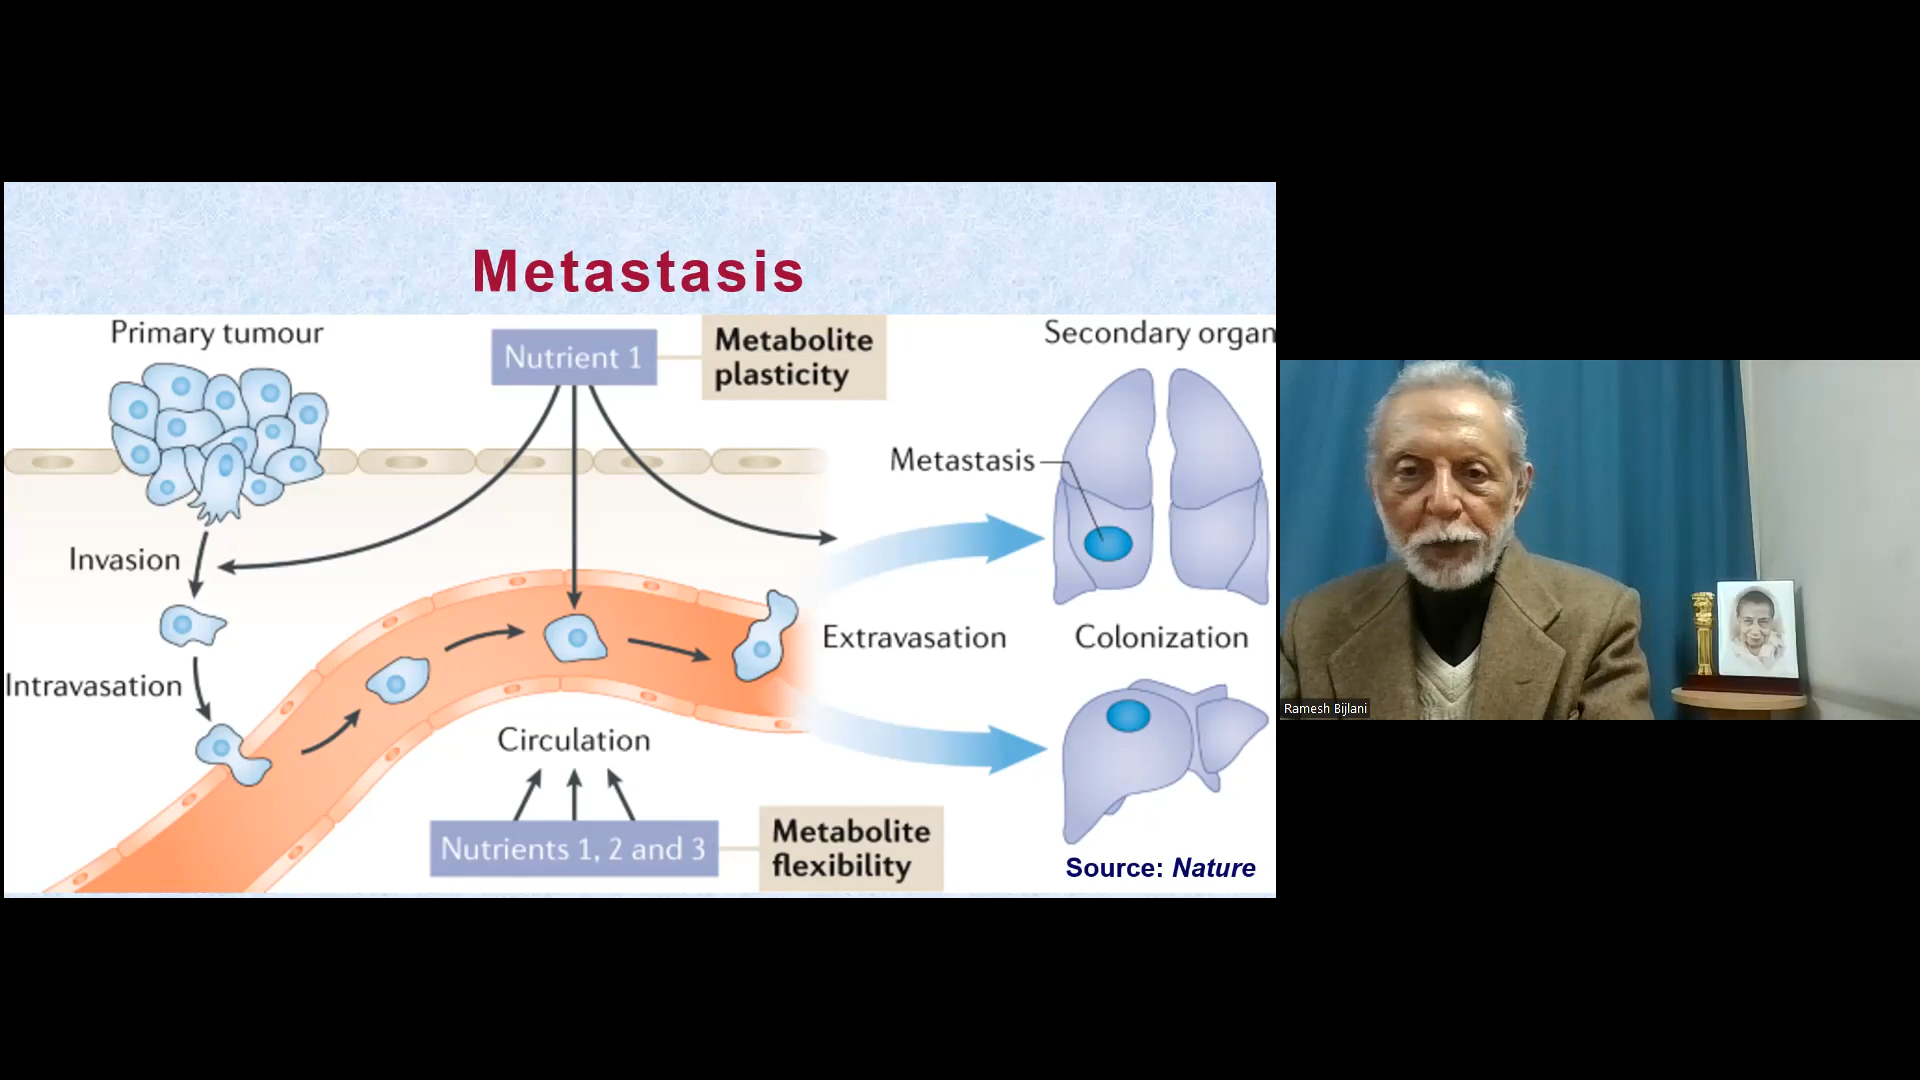 Metastasis
Primary tumour
Nutrient 1
Metabolite
plasticity
Secondary organ
Metastasis
Invasion
Intravasation
Extravasation
Colonization
Circulation
Nutrients 1, 2 and 3
Metabolite
flexibility
Source: Nature
Ramesh Bijlani